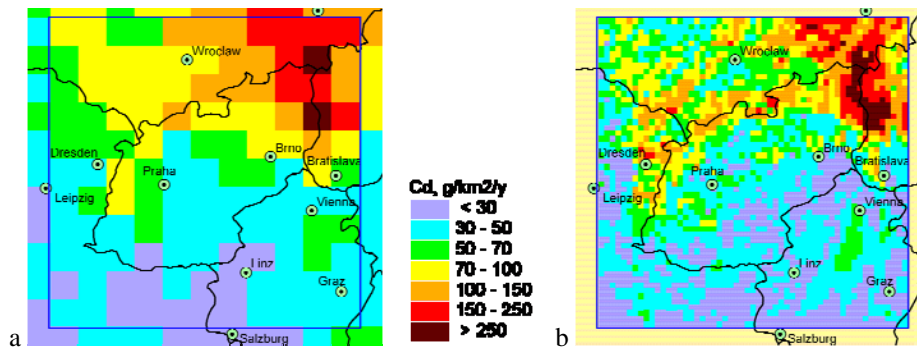 Wroclaw
Dresden
Praha
Brno
Bratislava
Leipzig
Vienna
Linz
Graz
Salzburg
a
Cd, g/km2/y
< 30
30 - 50
50 - 70
70 - 100
100 - 150
150 - 250
> 250
Wroclaw
Dresden
Praha
Brno
Bratislava
Leipzig
Vienna
Linz
Graz
Salzburg
b